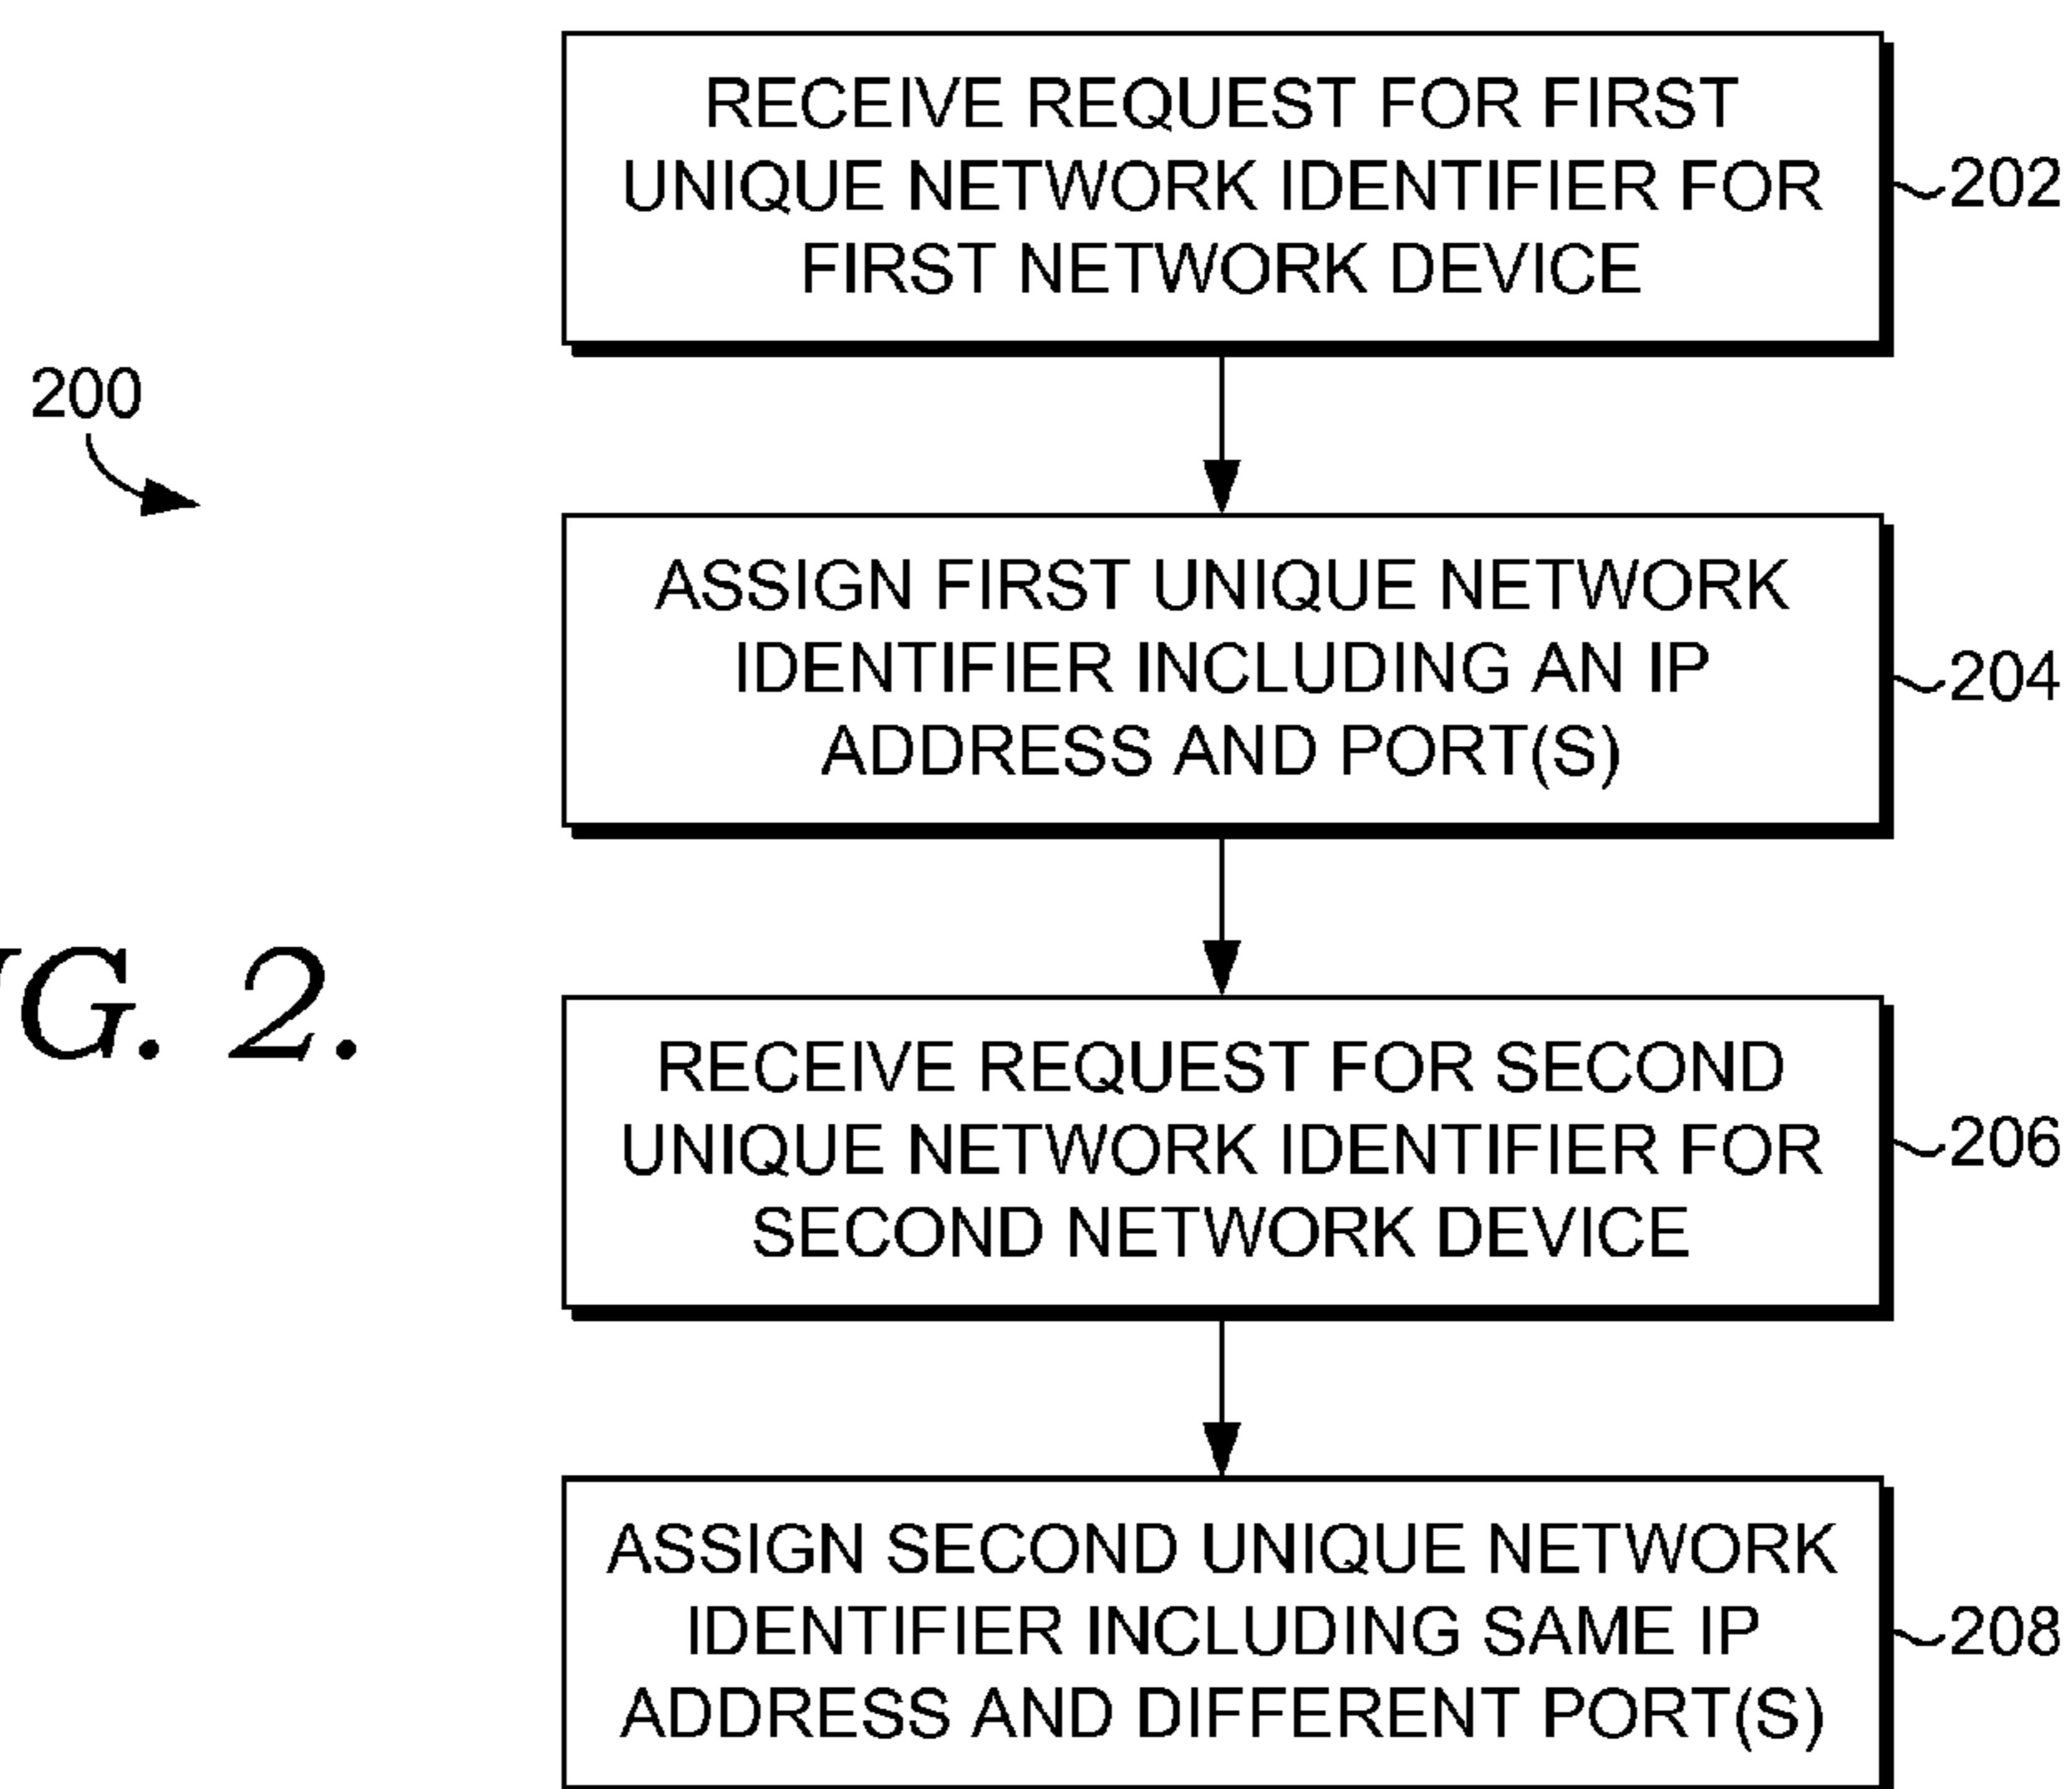 RECEIVE REQUEST FOR FIRST
UNIQUE NETWORK IDENTIFIER FOR
FIRST NETWORK DEVICE
202
200
ASSIGN FIRST UNIQUE NETWORK
IDENTIFIER INCLUDING AN IP
ADDRESS AND PORT(S)
204
G. 2.
RECEIVE REQUEST FOR SECOND
UNIQUE NETWORK IDENTIFIER FOR
SECOND NETWORK DEVICE
206
ASSIGN SECOND UNIQUE NETWORK
IDENTIFIER INCLUDING SAME IP
ADDRESS AND DIFFERENT PORT(S)
208